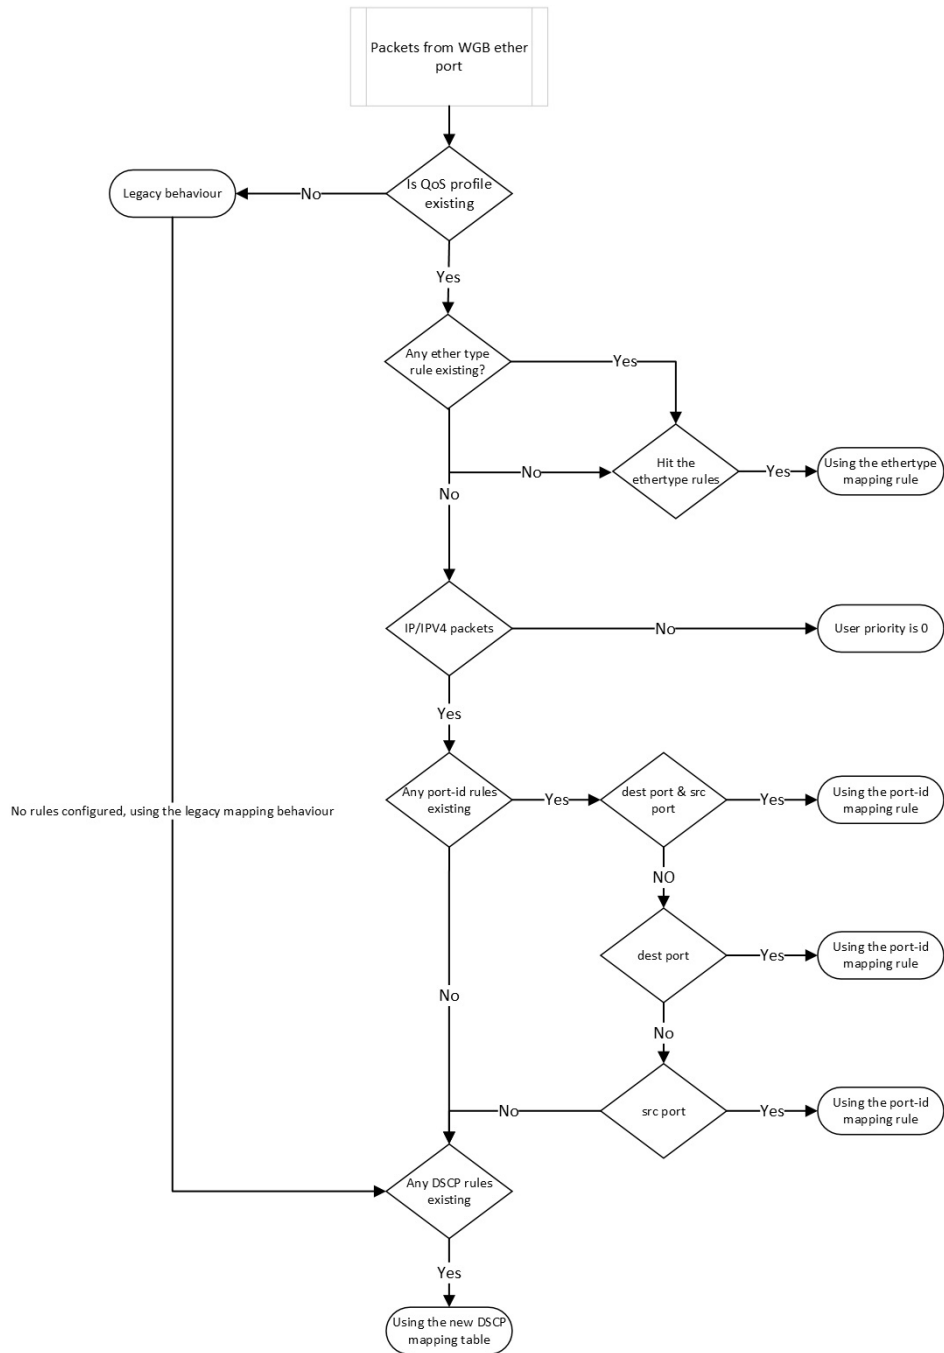 Packets from WGB ether
port
Is QoS profile
existing
No
Legacy behaviour
Yes
Any ether type
rule existing?
Yes
Hit the
ethertype rules
Yes
Using the ethertype
mapping rule
No
No
IP/IPV4 packets
No
User priority is 0
Yes
Any port-id rules
existing
Yes
dest port & src
port
Yes
Using the port-id
mapping rule
No rules configured, using the legacy mapping behaviour
NO
dest port
Yes
Using the port-id
mapping rule
No
No
src port
Yes
Using the port-id
mapping rule
No
Any DSCP rules
existing
Yes
Using the new DSCP
mapping table